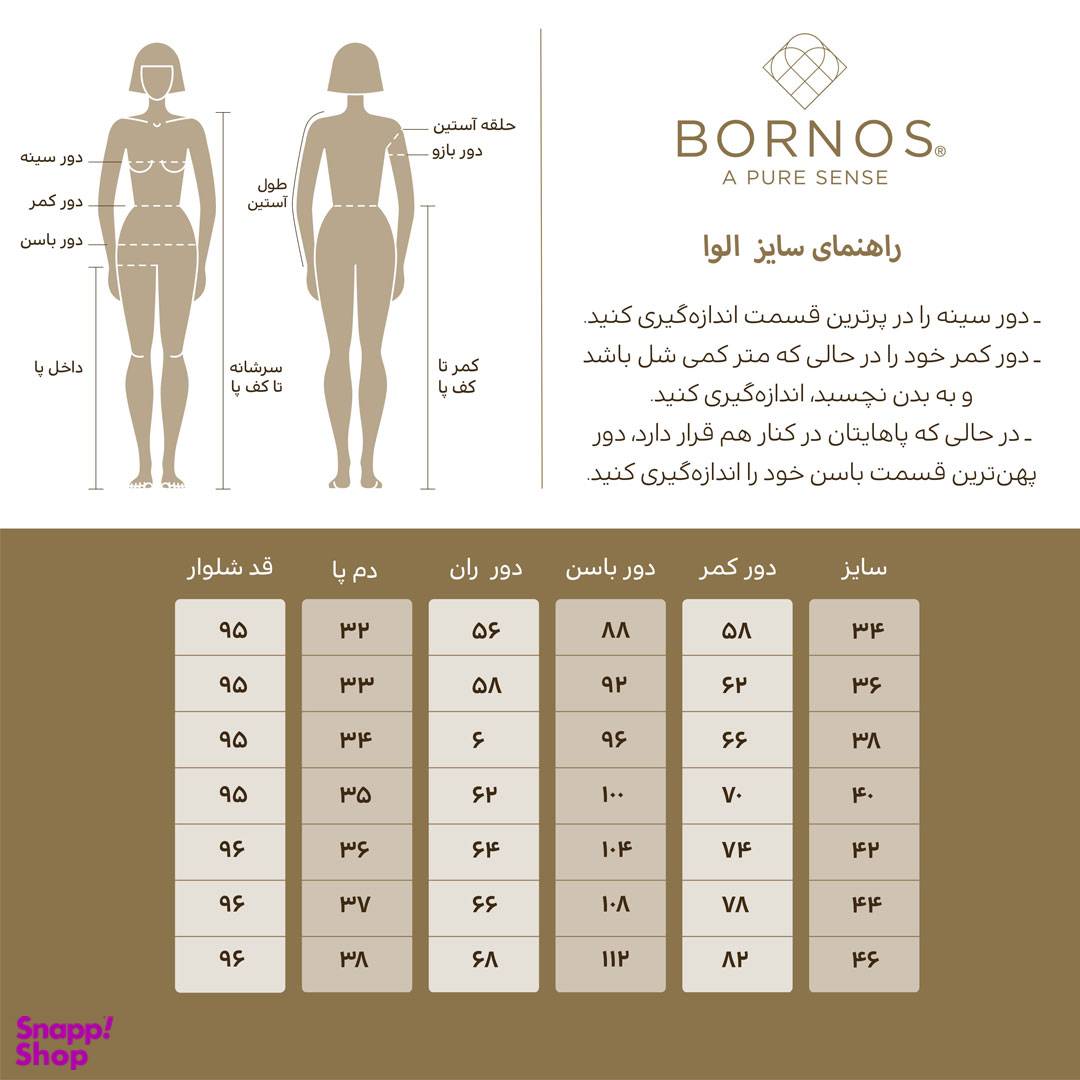 BORNOS®
A PURE SENSE
راهنمای سایز الوا
ـ دور سینه را در پرترین قسمت اندازه‌گیری کنید.
ـ دور کمر خود را در حالی که متر کمی شل باشد
و به بدن نچسبد، اندازه‌گیری کنید.
ـ در حالی که پاهایتان در کنار هم قرار دارد، دور
پهن‌ترین قسمت باسن خود را اندازه‌گیری کنید.
حلقه آستین
دور بازو
طول
آستین
کمر تا
کف پا
دور سینه
دور کمر
دور باسن
داخل پا
سرشانه
تا کف پا
سایز دور کمر دور باسن دور ران دم پا قد شلوار
۳۴ ۵۸ ۸۸ ۵۶ ۳۲ ۹۵
۳۶ ۶۲ ۹۲ ۵۸ ۳۳ ۹۵
۳۸ ۶۶ ۹۶ ۶ ۳۴ ۹۵
۴۰ ۷۰ ۱۰۰ ۶۲ ۳۵ ۹۵
۴۲ ۷۴ ۱۰۴ ۶۴ ۳۶ ۹۶
۴۴ ۷۸ ۱۰۸ ۶۶ ۳۷ ۹۶
۴۶ ۸۲ ۱۱۲ ۶۸ ۳۸ ۹۶
Snapp!
Shop